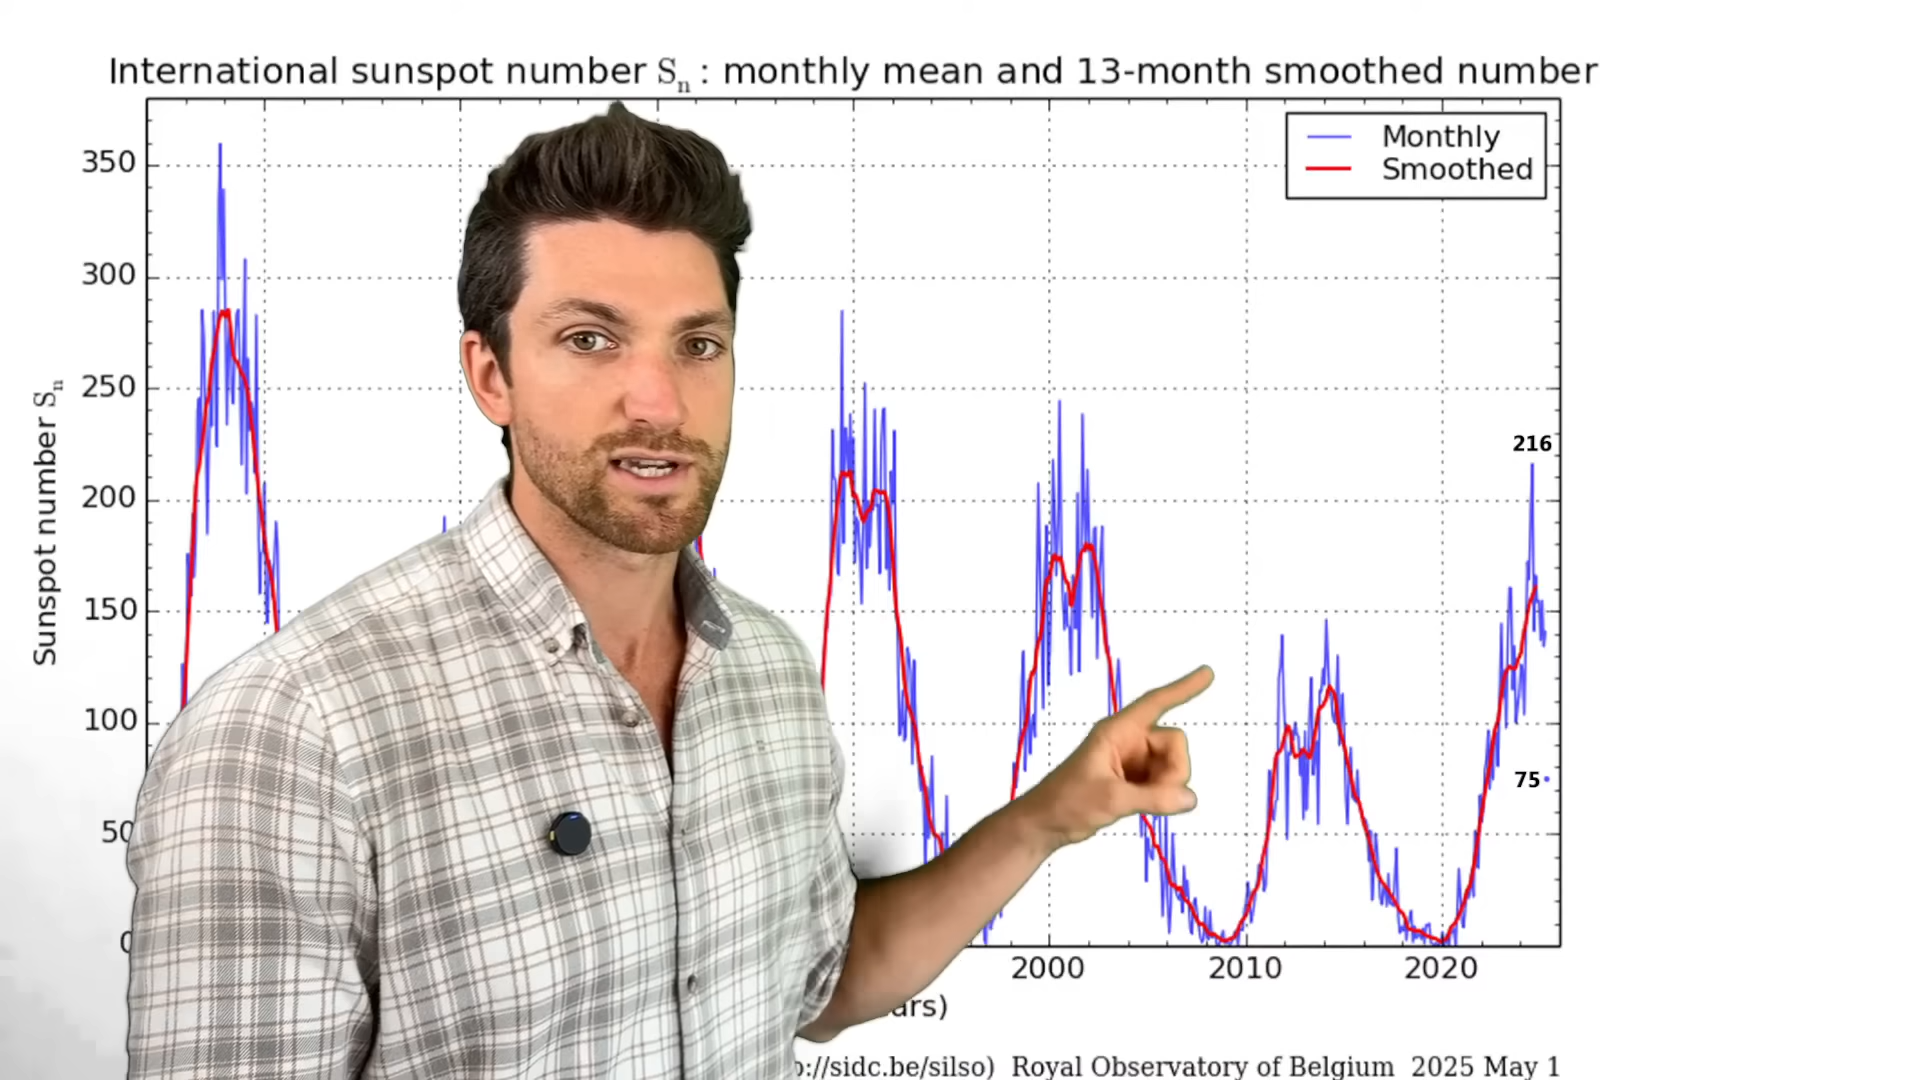 International sunspot number Sn : monthly mean and 13-month smoothed number
Monthly
Smoothed
350
300
250
200
150
100
50
0
Sunspot number Sn
216
75
2000
2010
2020
://sidc.be/silso) Royal Observatory of Belgium 2025 May 1